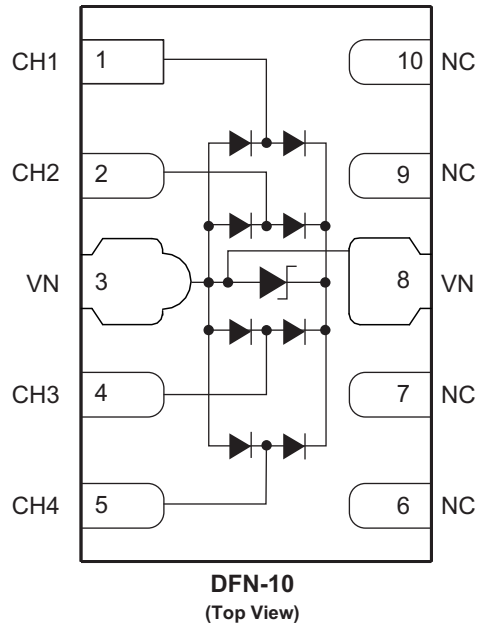 CH1 1 10 NC
CH2 2 9 NC
VN 3 8 VN
CH3 4 7 NC
CH4 5 6 NC
DFN-10
(Top View)